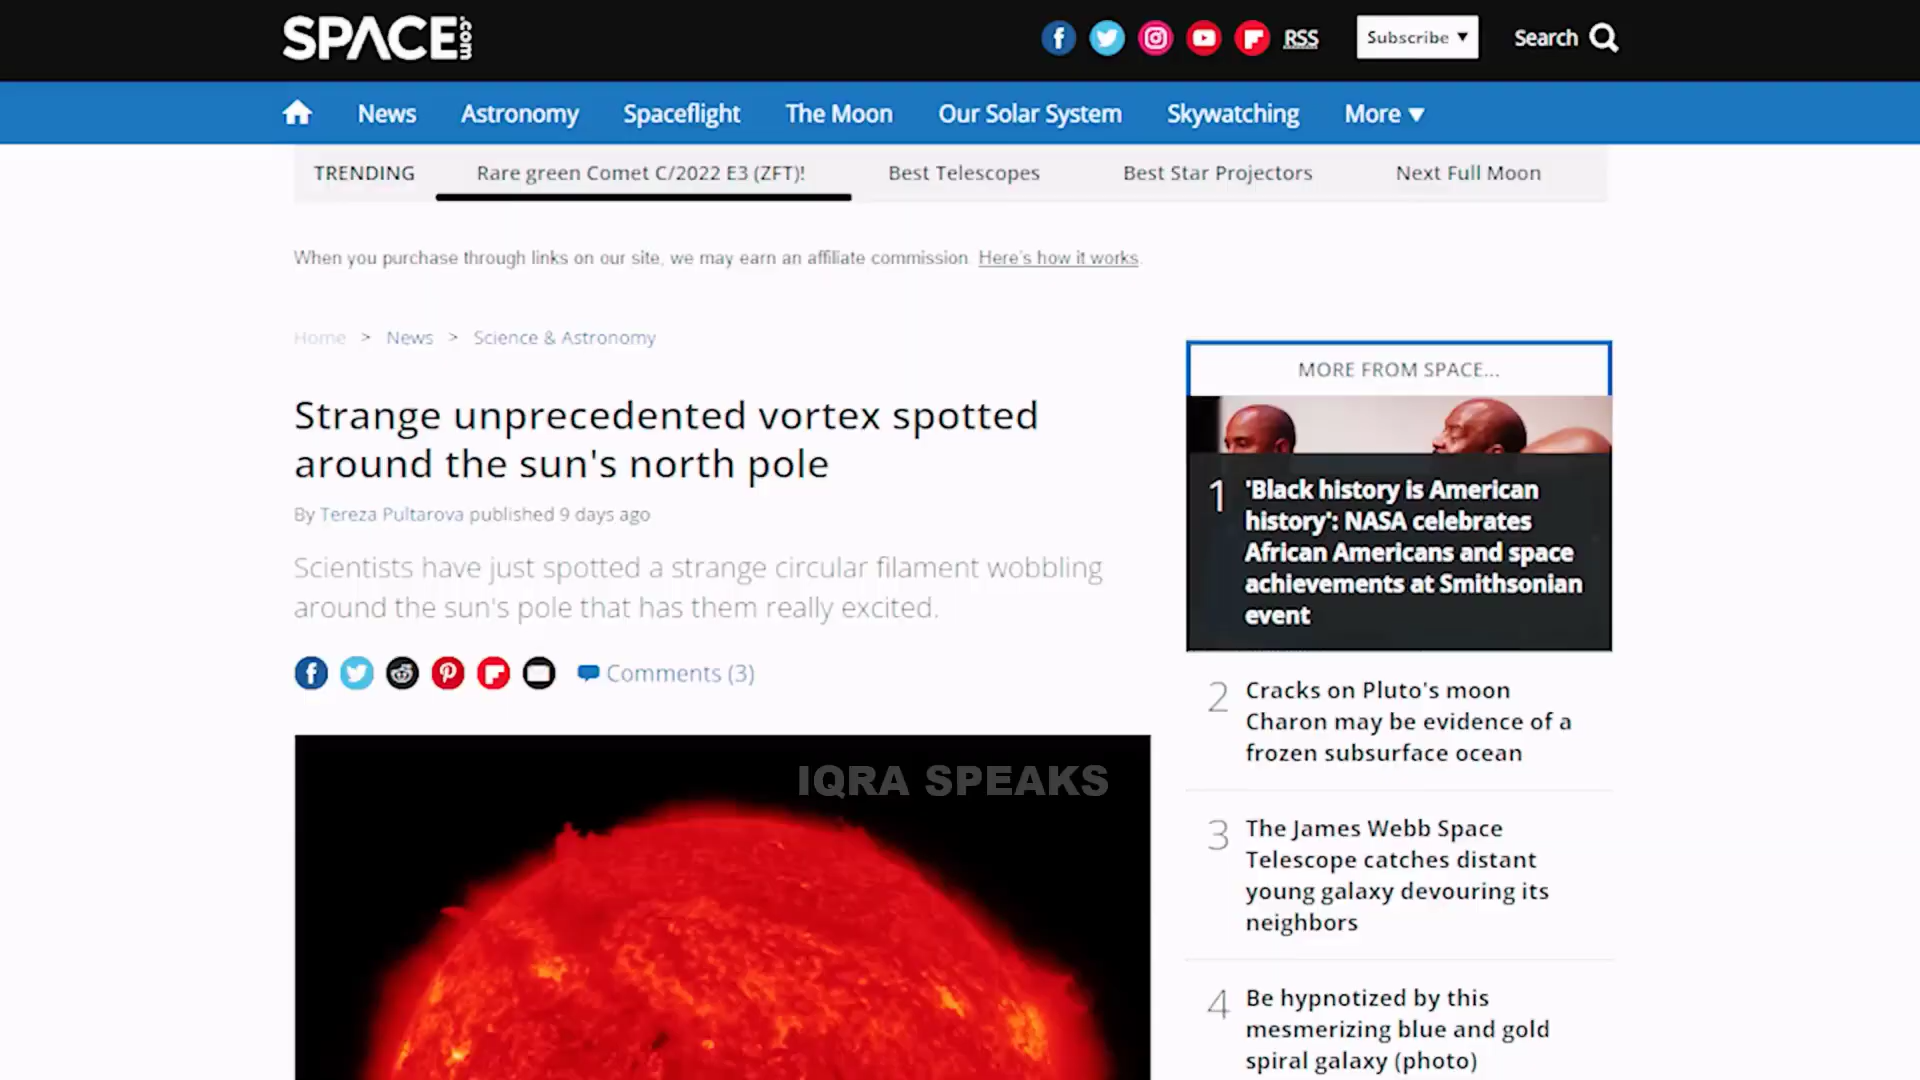 SPACE.com
RSS
Subscribe ▼
Search
News
Astronomy
Spaceflight
The Moon
Our Solar System
Skywatching
More ▼
TRENDING
Rare green Comet C/2022 E3 (ZFT)!
Best Telescopes
Best Star Projectors
Next Full Moon
When you purchase through links on our site, we may earn an affiliate commission. Here's how it works.
Home > News > Science & Astronomy
Strange unprecedented vortex spotted
around the sun's north pole
By Tereza Pultarova published 9 days ago
Scientists have just spotted a strange circular filament wobbling
around the sun's pole that has them really excited.
Comments (3)
IQRA SPEAKS
MORE FROM SPACE...
1
'Black history is American
history': NASA celebrates
African Americans and space
achievements at Smithsonian
event
2
Cracks on Pluto's moon
Charon may be evidence of a
frozen subsurface ocean
3
The James Webb Space
Telescope catches distant
young galaxy devouring its
neighbors
4
Be hypnotized by this
mesmerizing blue and gold
spiral galaxy (photo)